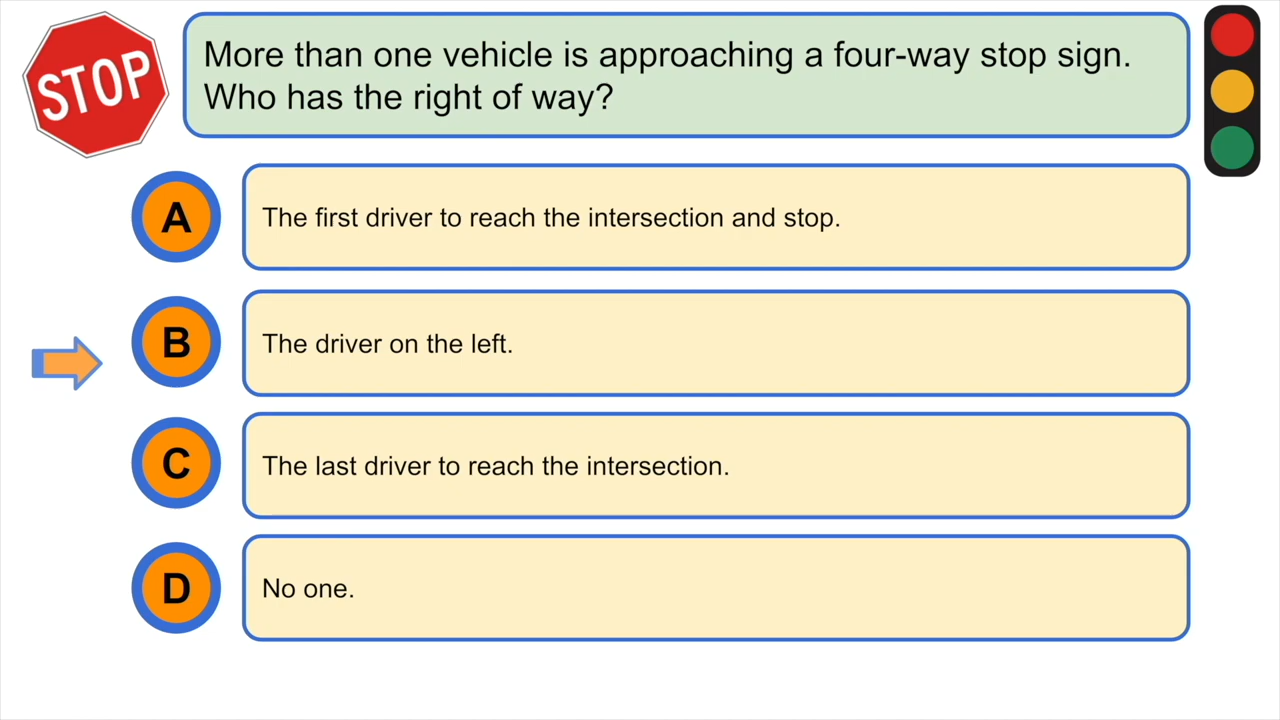 STOP
More than one vehicle is approaching a four-way stop sign.
Who has the right of way?
A
The first driver to reach the intersection and stop.
B
The driver on the left.
C
The last driver to reach the intersection.
D
No one.